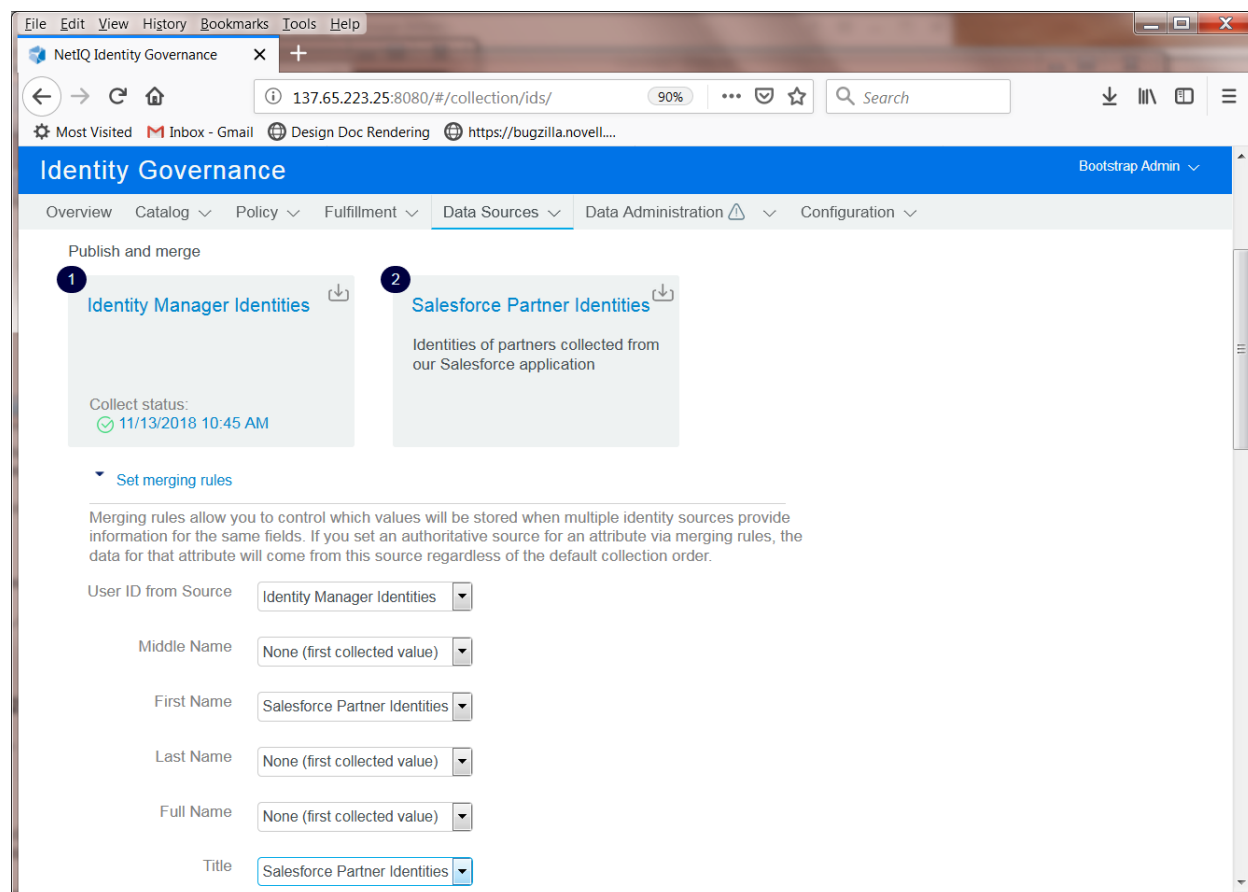 File Edit View History Bookmarks Tools Help
NetIQ Identity Governance
137.65.223.25:8080/#/collection/ids/ 90% Search
Most Visited Inbox - Gmail Design Doc Rendering https://bugzilla.novell....
Identity Governance Bootstrap Admin
Overview Catalog Policy Fulfillment Data Sources Data Administration Configuration
Publish and merge
1 2
Identity Manager Identities Salesforce Partner Identities
Identities of partners collected from
our Salesforce application
Collect status:
11/13/2018 10:45 AM
Set merging rules
Merging rules allow you to control which values will be stored when multiple identity sources provide
information for the same fields. If you set an authoritative source for an attribute via merging rules, the
data for that attribute will come from this source regardless of the default collection order.
User ID from Source Identity Manager Identities
Middle Name None (first collected value)
First Name Salesforce Partner Identities
Last Name None (first collected value)
Full Name None (first collected value)
Title Salesforce Partner Identities